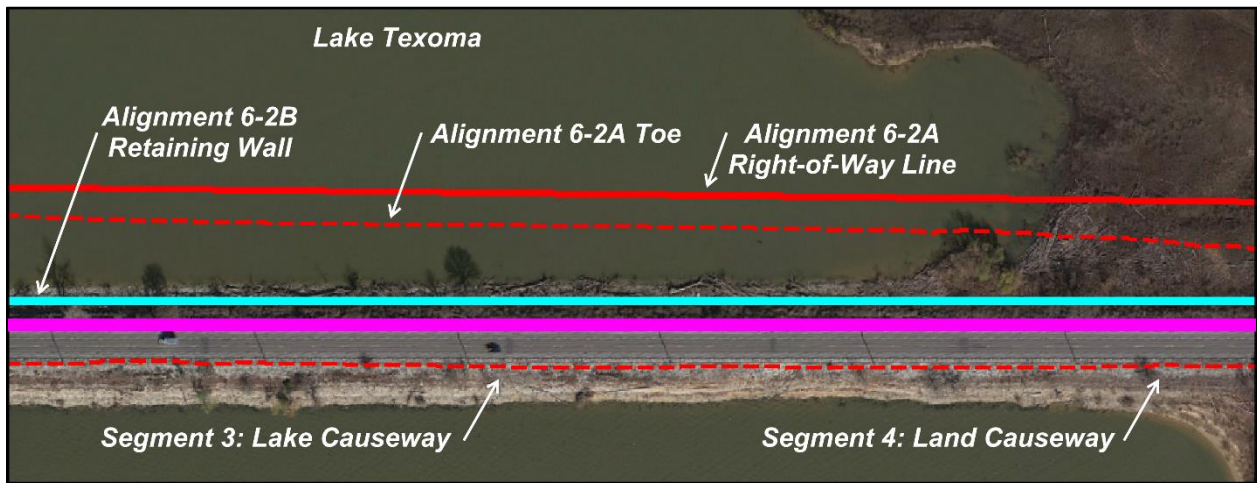 Lake Texoma
Alignment 6-2B
Retaining Wall
Alignment 6-2A Toe
Alignment 6-2A
Right-of-Way Line
Segment 3: Lake Causeway
Segment 4: Land Causeway